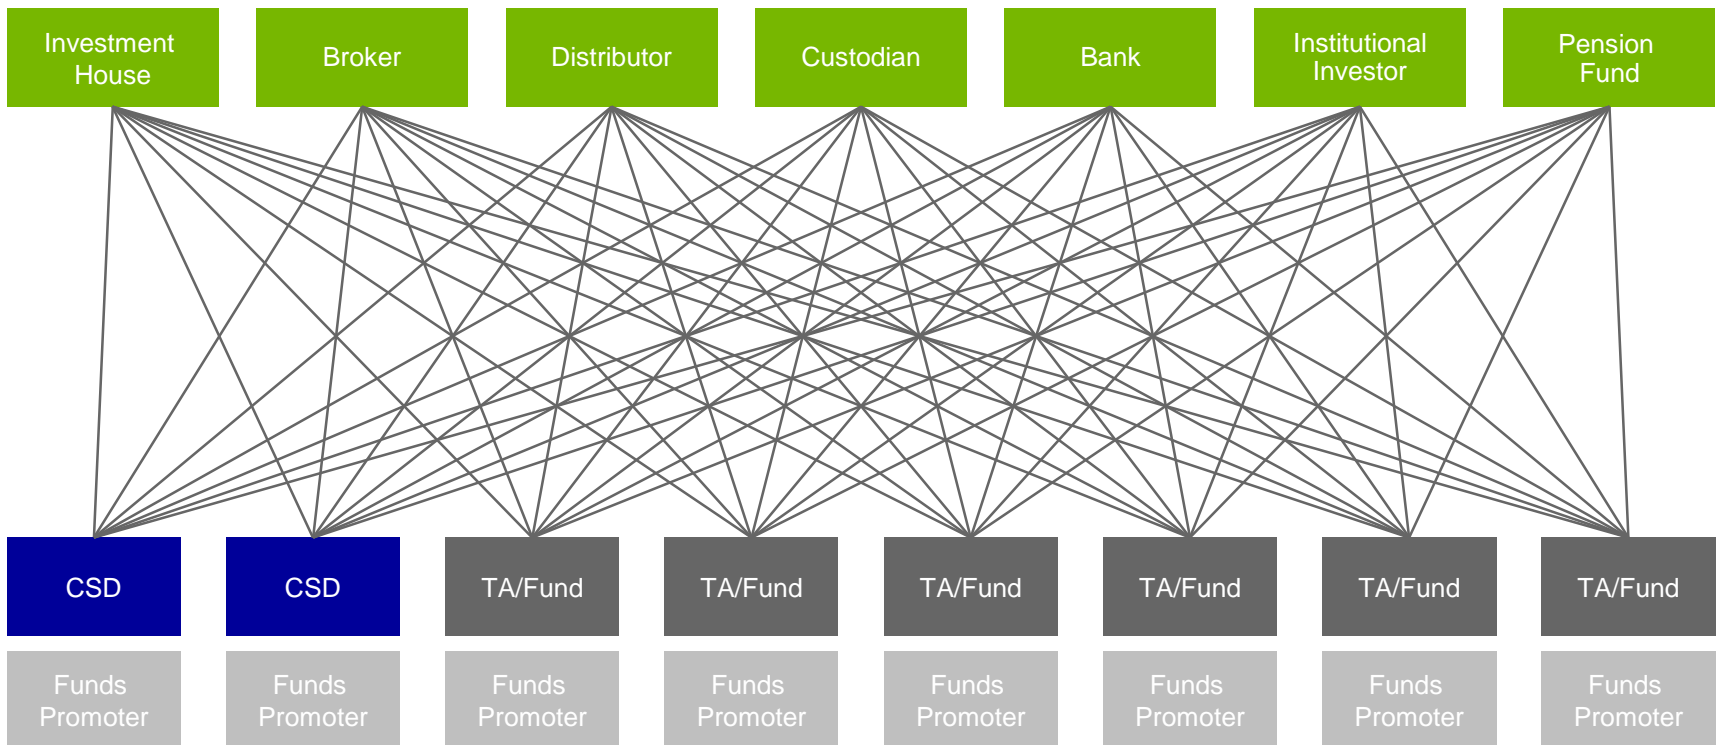 Investment
House
Broker
Distributor
Custodian
Bank
Institutional
Investor
Pension
Fund
CSD
CSD
TA/Fund
TA/Fund
TA/Fund
TA/Fund
TA/Fund
TA/Fund
Funds
Promoter
Funds
Promoter
Funds
Promoter
Funds
Promoter
Funds
Promoter
Funds
Promoter
Funds
Promoter
Funds
Promoter